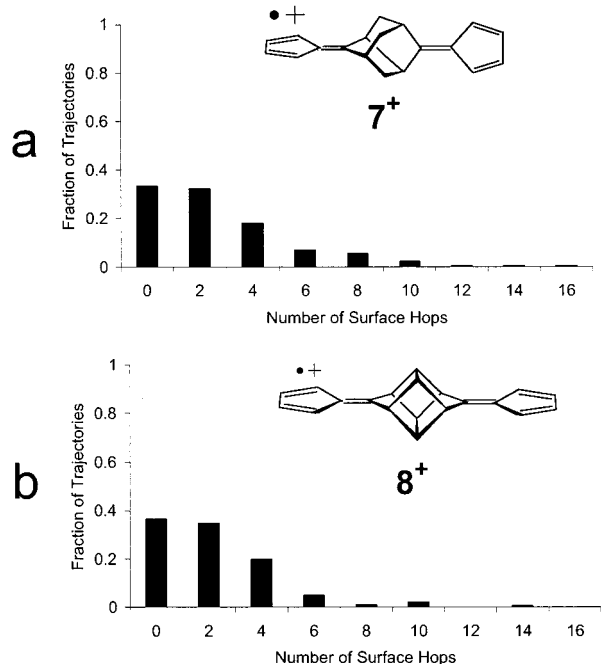 a
Fraction of Trajectories
1
0.8
0.6
0.4
0.2
0
•+
7+
0 2 4 6 8 10 12 14 16
Number of Surface Hops
b
Fraction of Trajectories
1
0.8
0.6
0.4
0.2
0
•+
8+
0 2 4 6 8 10 12 14 16
Number of Surface Hops